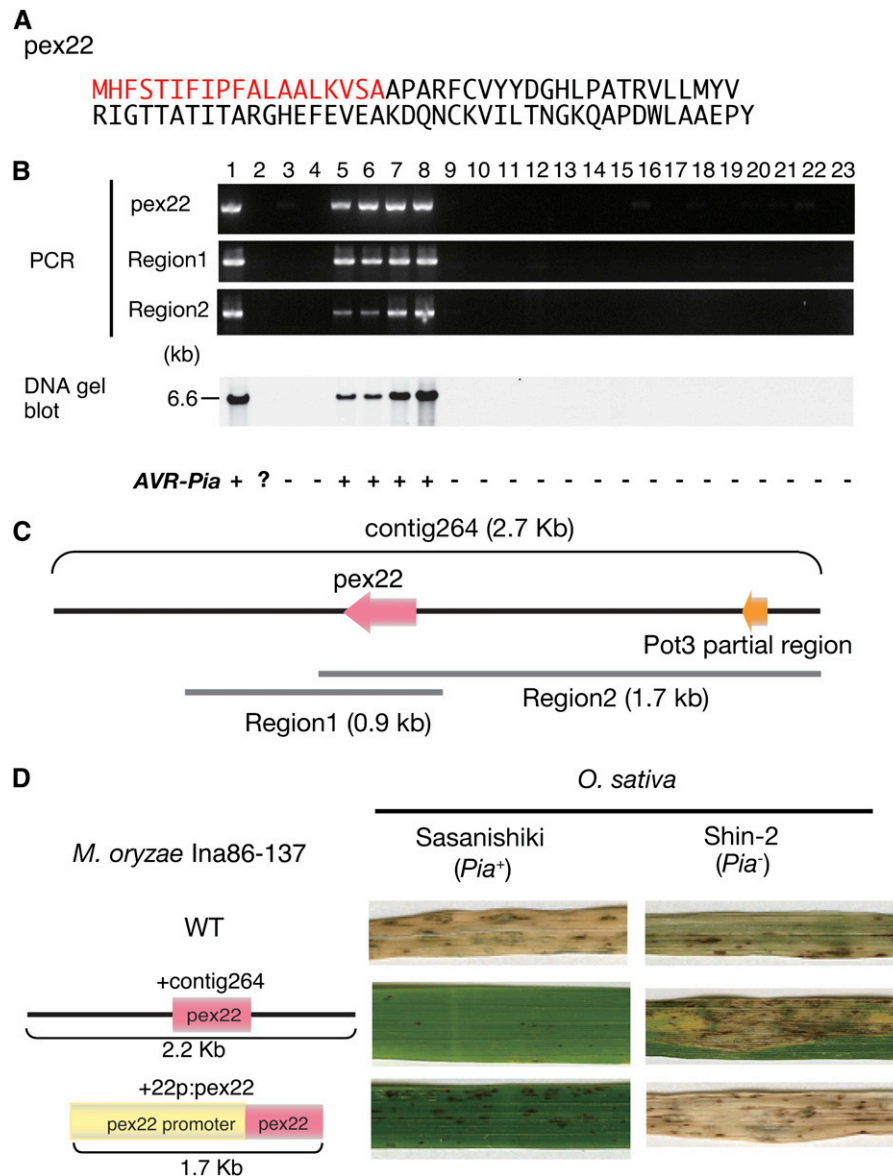 A
pex22
MHFSTIFIPFALAALKVSAAPARFCVYYDGHLPATRVLLMYV
RIGTTATITARGHEFEVEAKDQNCKVILTNGKQAPDWLAAEPY
B
1 2 3 4 5 6 7 8 9 10 11 12 13 14 15 16 17 18 19 20 21 22 23
pex22
PCR
Region1
Region2
(kb)
DNA gel
blot
6.6
AVR-Pia + ? - - + + + + - - - - - - - - - - - - - - -
C
contig264 (2.7 Kb)
pex22
Pot3 partial region
Region2 (1.7 kb)
Region1 (0.9 kb)
D
O. sativa
M. oryzae Ina86-137
Sasanishiki
(Pia⁺)
Shin-2
(Pia⁻)
WT
+contig264
pex22
2.2 Kb
+22p:pex22
pex22 promoter pex22
1.7 Kb